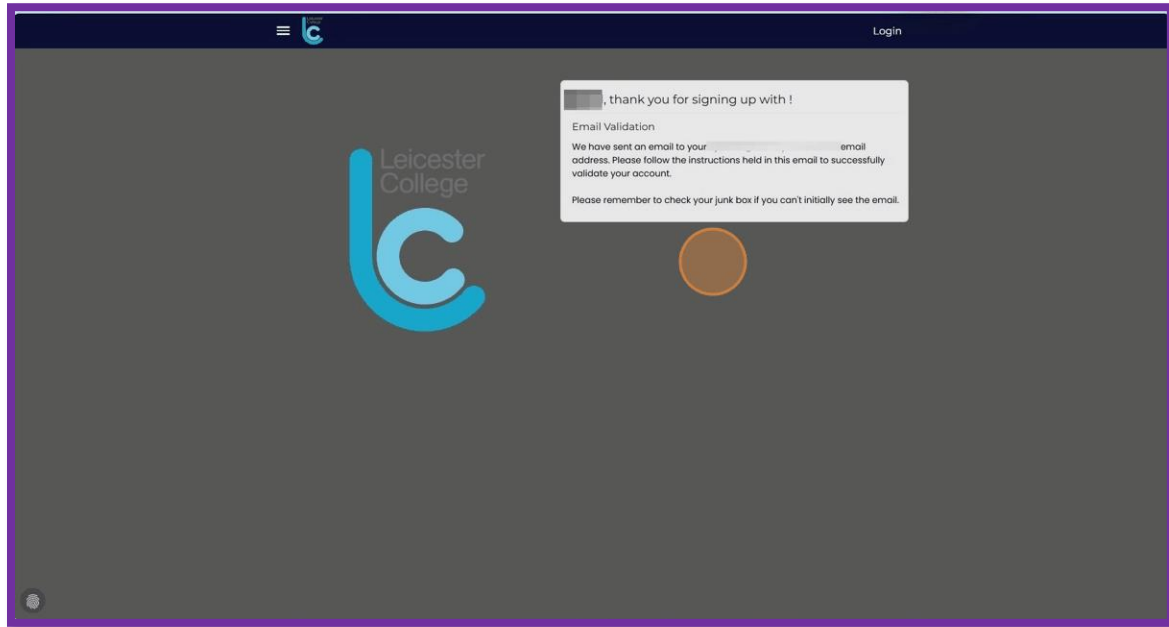 Leicester
College
Login
, thank you for signing up with !
Email Validation
We have sent an email to your email
address. Please follow the instructions held in this email to successfully
validate your account.
Please remember to check your junk box if you can't initially see the email.
Leicester
College